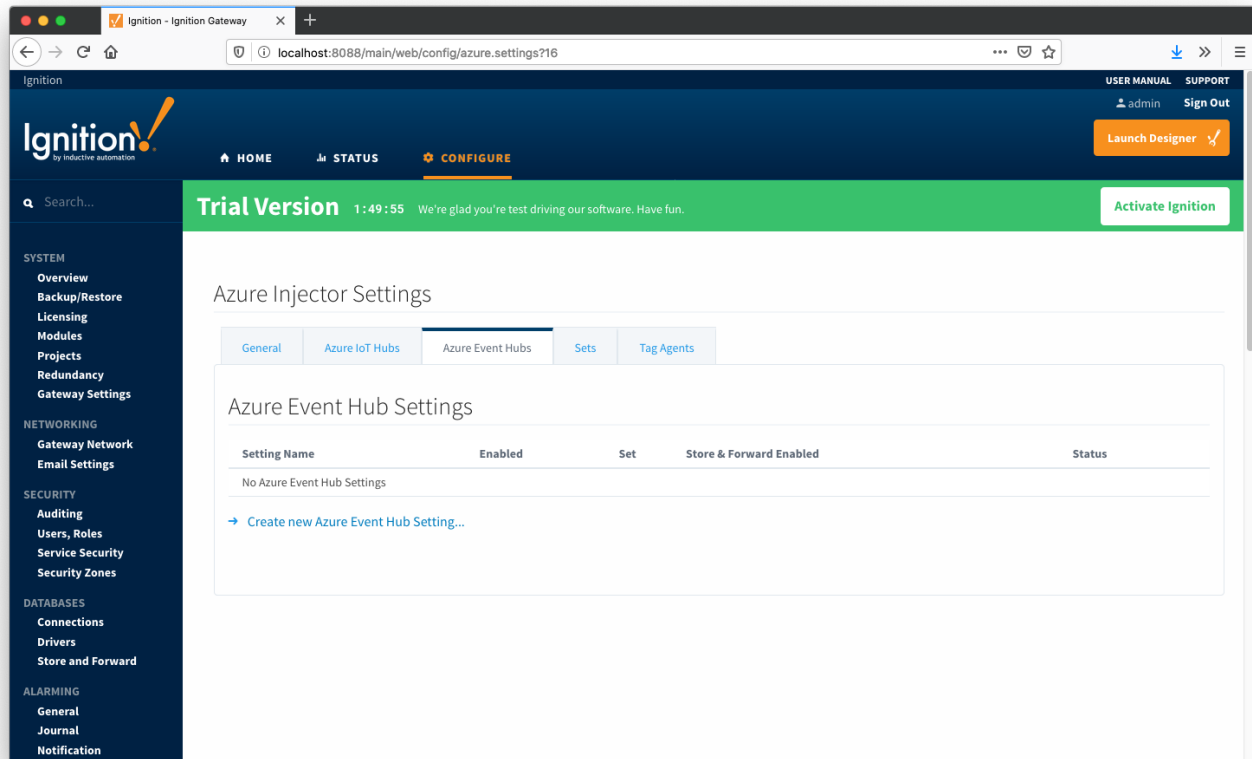 Ignition - Ignition Gateway
localhost:8088/main/web/config/azure.settings?16
Ignition
USER MANUAL SUPPORT
admin Sign Out
Ignition!
by inductive automation
Launch Designer
HOME STATUS CONFIGURE
Search...
Trial Version 1:49:55 We're glad you're test driving our software. Have fun.
Activate Ignition
SYSTEM
Overview
Backup/Restore
Licensing
Modules
Projects
Redundancy
Gateway Settings
NETWORKING
Gateway Network
Email Settings
SECURITY
Auditing
Users, Roles
Service Security
Security Zones
DATABASES
Connections
Drivers
Store and Forward
ALARMING
General
Journal
Notification
Azure Injector Settings
General Azure IoT Hubs Azure Event Hubs Sets Tag Agents
Azure Event Hub Settings
Setting Name Enabled Set Store & Forward Enabled Status
No Azure Event Hub Settings
→ Create new Azure Event Hub Setting...